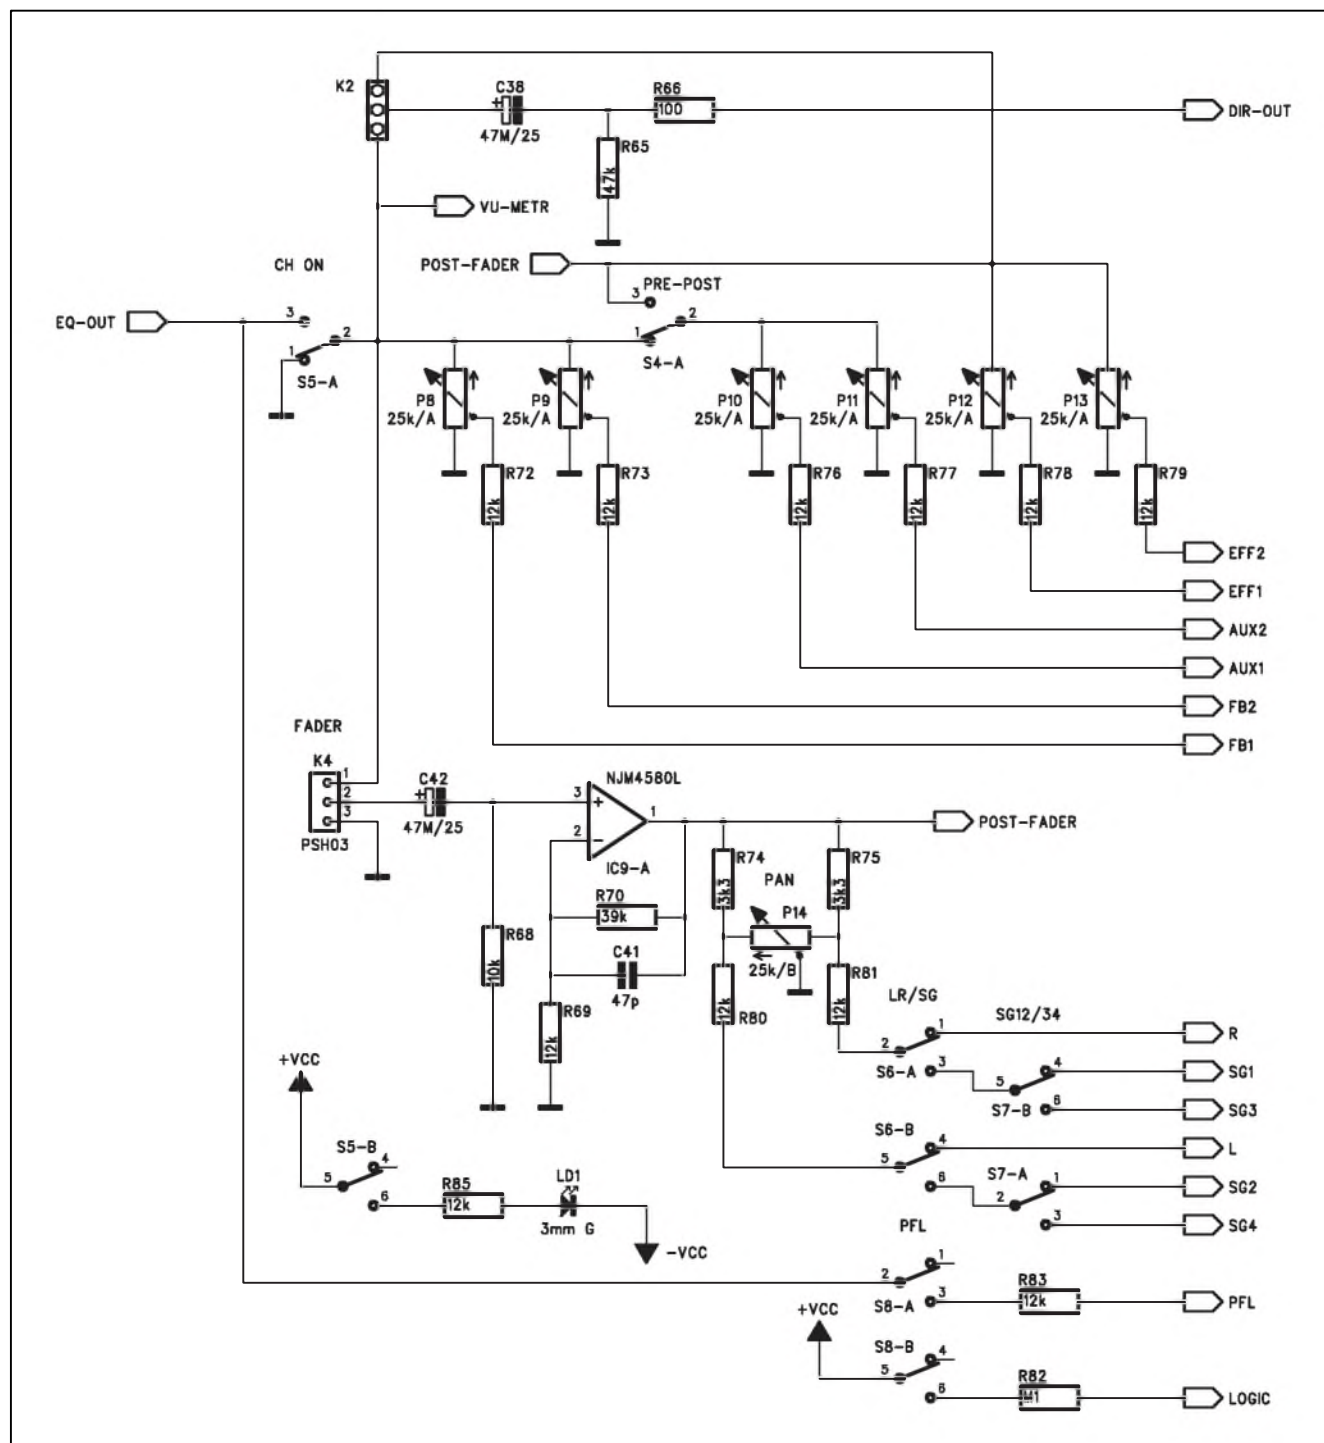 K2
C38
+
47M/25
R66
100
DIR-OUT
R65
47k
VU-METR
CH ON
POST-FADER
3
PRE-POST
EQ-OUT
3
2
1
S5-A
1
2
S4-A
P8
25k/A
P9
25k/A
P10
25k/A
P11
25k/A
P12
25k/A
P13
25k/A
R72
12k
R73
12k
R76
12k
R77
12k
R78
12k
R79
12k
EFF2
EFF1
AUX2
AUX1
FB2
FB1
FADER
K4
1
2
3
PSH03
C42
+
47M/25
NJM4580L
3
+
2
−
1
IC9-A
POST-FADER
R74
3k3
R75
3k3
PAN
P14
25k/B
R70
39k
C41
47p
R68
10k
R69
12k
R80
12k
R81
12k
LR/SG
SG12/34
2
1
3
S6-A
R
5
4
6
S7-B
SG1
SG3
S6-B
5
4
6
L
S7-A
2
1
3
SG2
SG4
+VCC
S5-B
5
4
6
R85
12k
LD1
3mm G
-VCC
PFL
2
1
3
S8-A
R83
12k
PFL
+VCC
S8-B
5
4
6
R82
M1
LOGIC